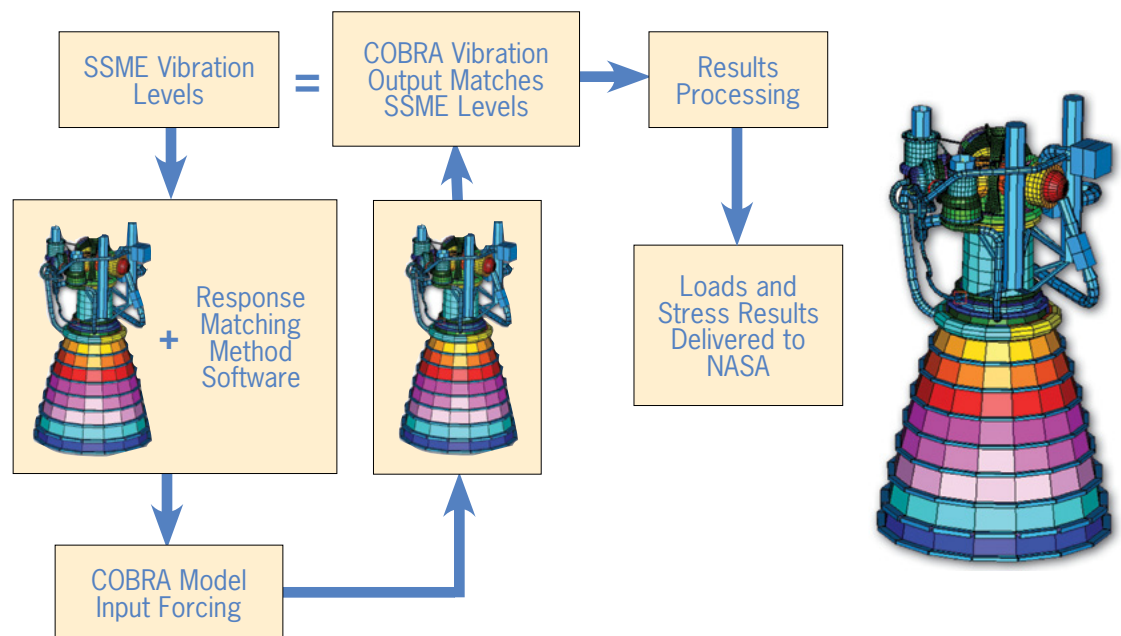 SSME Vibration
Levels
=
COBRA Vibration
Output Matches
SSME Levels
Results
Processing
+
Response
Matching
Method
Software
Loads and
Stress Results
Delivered to
NASA
COBRA Model
Input Forcing